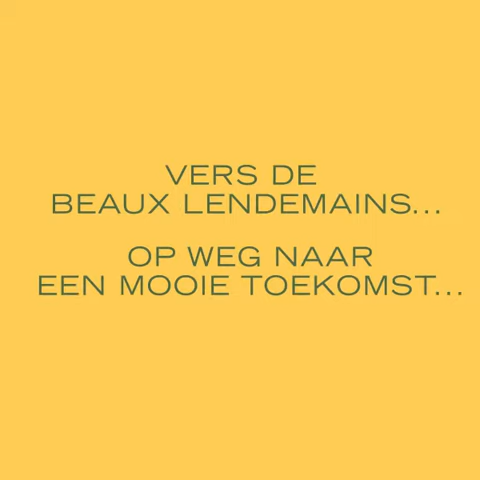 VERS DE
BEAUX LENDEMAINS...
OP WEG NAAR
EEN MOOIE TOEKOMST...